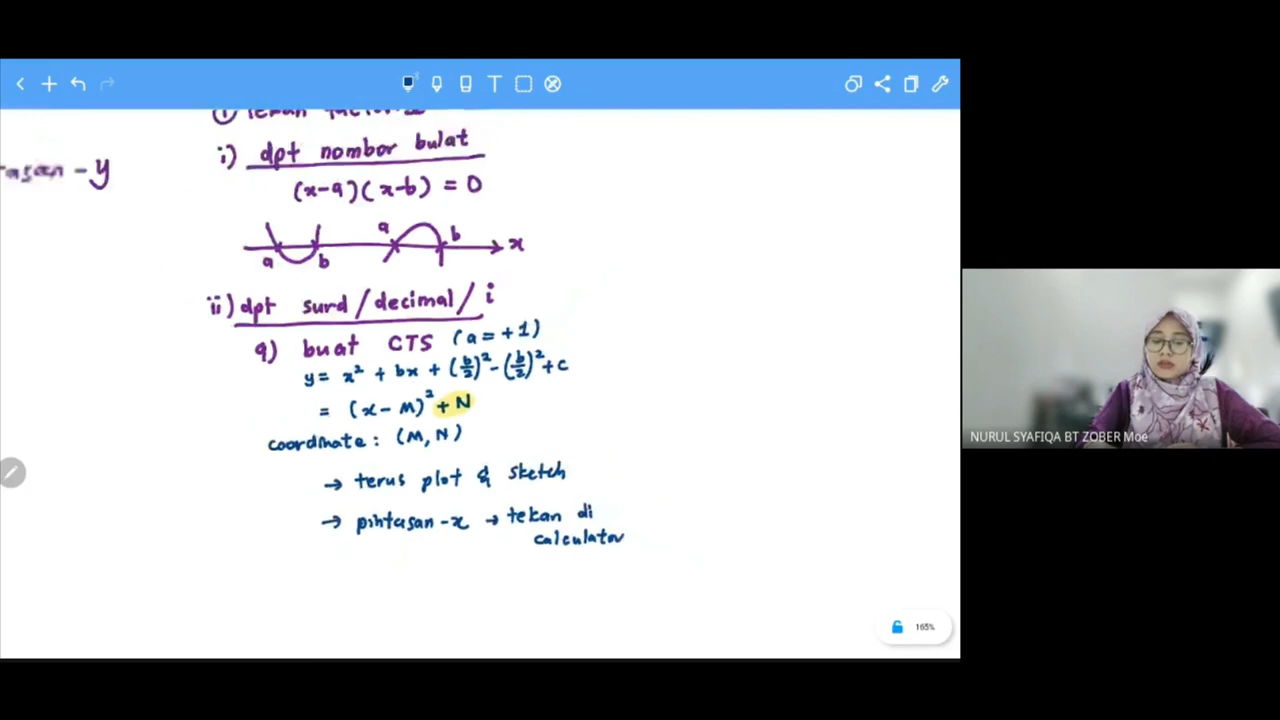 i) dpt nombor bulat
-y
(x-a)(x-b) = 0
a b a b x
ii) dpt surd/decimal/i
a) buat CTS (a=+1)
y= x² + bx + (b/2)² - (b/2)² + c
= (x-M)² + N
coordinate: (M, N)
→ terus plot & sketch
→ pintasan-x → tekan di
calculator
NURUL SYAFIQA BT ZOBER Moe
165%